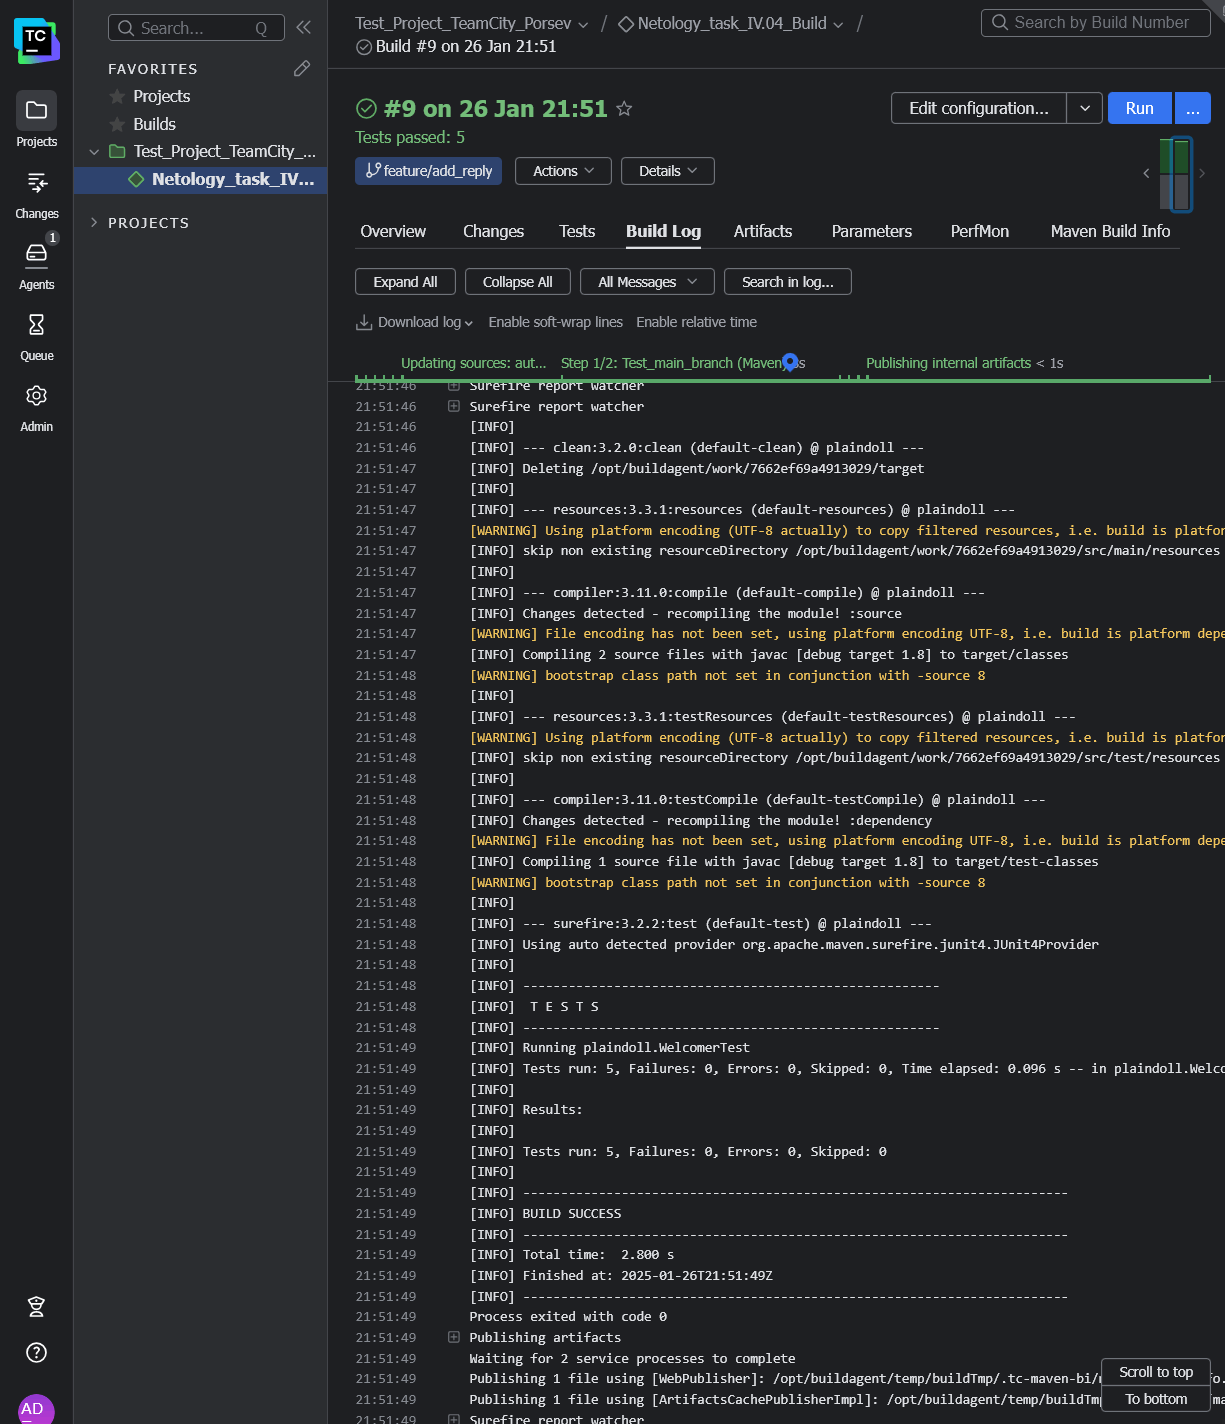 TC
Projects
Changes
1
Agents
Queue
Admin
AD
Search... Q
FAVORITES
Projects
Builds
Test_Project_TeamCity_...
Netology_task_IV...
PROJECTS
Test_Project_TeamCity_Porsev / Netology_task_IV.04_Build /
Build #9 on 26 Jan 21:51
Search by Build Number
#9 on 26 Jan 21:51
Edit configuration... Run ...
Tests passed: 5
feature/add_reply Actions Details
Overview Changes Tests Build Log Artifacts Parameters PerfMon Maven Build Info
Expand All Collapse All All Messages Search in log...
Download log Enable soft-wrap lines Enable relative time
Updating sources: aut... Step 1/2: Test_main_branch (Maven) s Publishing internal artifacts < 1s
21:51:46 Surefire report watcher
21:51:46 Surefire report watcher
21:51:46 [INFO]
21:51:46 [INFO] --- clean:3.2.0:clean (default-clean) @ plaindoll ---
21:51:47 [INFO] Deleting /opt/buildagent/work/7662ef69a4913029/target
21:51:47 [INFO]
21:51:47 [INFO] --- resources:3.3.1:resources (default-resources) @ plaindoll ---
21:51:47 [WARNING] Using platform encoding (UTF-8 actually) to copy filtered resources, i.e. build is platfor
21:51:47 [INFO] skip non existing resourceDirectory /opt/buildagent/work/7662ef69a4913029/src/main/resources
21:51:47 [INFO]
21:51:47 [INFO] --- compiler:3.11.0:compile (default-compile) @ plaindoll ---
21:51:47 [INFO] Changes detected - recompiling the module! :source
21:51:47 [WARNING] File encoding has not been set, using platform encoding UTF-8, i.e. build is platform depe
21:51:47 [INFO] Compiling 2 source files with javac [debug target 1.8] to target/classes
21:51:48 [WARNING] bootstrap class path not set in conjunction with -source 8
21:51:48 [INFO]
21:51:48 [INFO] --- resources:3.3.1:testResources (default-testResources) @ plaindoll ---
21:51:48 [WARNING] Using platform encoding (UTF-8 actually) to copy filtered resources, i.e. build is platfor
21:51:48 [INFO] skip non existing resourceDirectory /opt/buildagent/work/7662ef69a4913029/src/test/resources
21:51:48 [INFO]
21:51:48 [INFO] --- compiler:3.11.0:testCompile (default-testCompile) @ plaindoll ---
21:51:48 [INFO] Changes detected - recompiling the module! :dependency
21:51:48 [WARNING] File encoding has not been set, using platform encoding UTF-8, i.e. build is platform depe
21:51:48 [INFO] Compiling 1 source file with javac [debug target 1.8] to target/test-classes
21:51:48 [WARNING] bootstrap class path not set in conjunction with -source 8
21:51:48 [INFO]
21:51:48 [INFO] --- surefire:3.2.2:test (default-test) @ plaindoll ---
21:51:48 [INFO] Using auto detected provider org.apache.maven.surefire.junit4.JUnit4Provider
21:51:48 [INFO]
21:51:48 [INFO] -------------------------------------------------------
21:51:48 [INFO]  T E S T S
21:51:48 [INFO] -------------------------------------------------------
21:51:49 [INFO] Running plaindoll.WelcomerTest
21:51:49 [INFO] Tests run: 5, Failures: 0, Errors: 0, Skipped: 0, Time elapsed: 0.096 s -- in plaindoll.Welco
21:51:49 [INFO]
21:51:49 [INFO] Results:
21:51:49 [INFO]
21:51:49 [INFO] Tests run: 5, Failures: 0, Errors: 0, Skipped: 0
21:51:49 [INFO]
21:51:49 [INFO] ------------------------------------------------------------------------
21:51:49 [INFO] BUILD SUCCESS
21:51:49 [INFO] ------------------------------------------------------------------------
21:51:49 [INFO] Total time:  2.800 s
21:51:49 [INFO] Finished at: 2025-01-26T21:51:49Z
21:51:49 [INFO] ------------------------------------------------------------------------
21:51:49 Process exited with code 0
21:51:49 Publishing artifacts
21:51:49 Waiting for 2 service processes to complete
21:51:49 Publishing 1 file using [WebPublisher]: /opt/buildagent/temp/buildTmp/.tc-maven-bi/
21:51:49 Publishing 1 file using [ArtifactsCachePublisherImpl]: /opt/buildagent/temp/buildTmp
21:51:49 Surefire report watcher
Scroll to top
To bottom